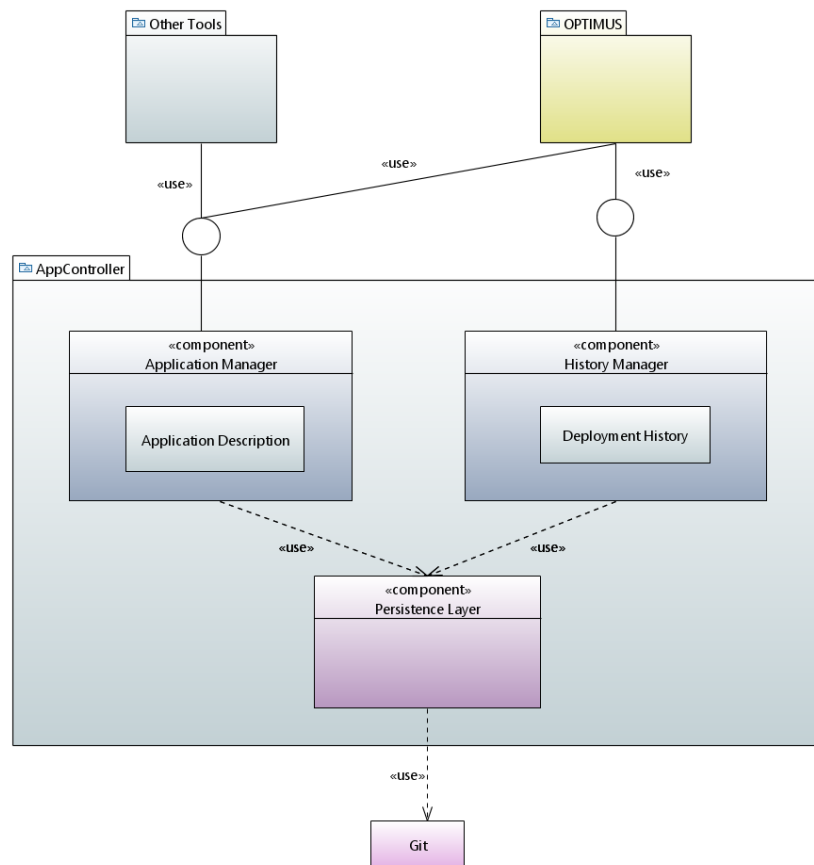 Other Tools
OPTIMUS
«use»
«use»
«use»
AppController
«component»
Application Manager
«component»
History Manager
Application Description
Deployment History
«use»
«use»
«component»
Persistence Layer
«use»
Git